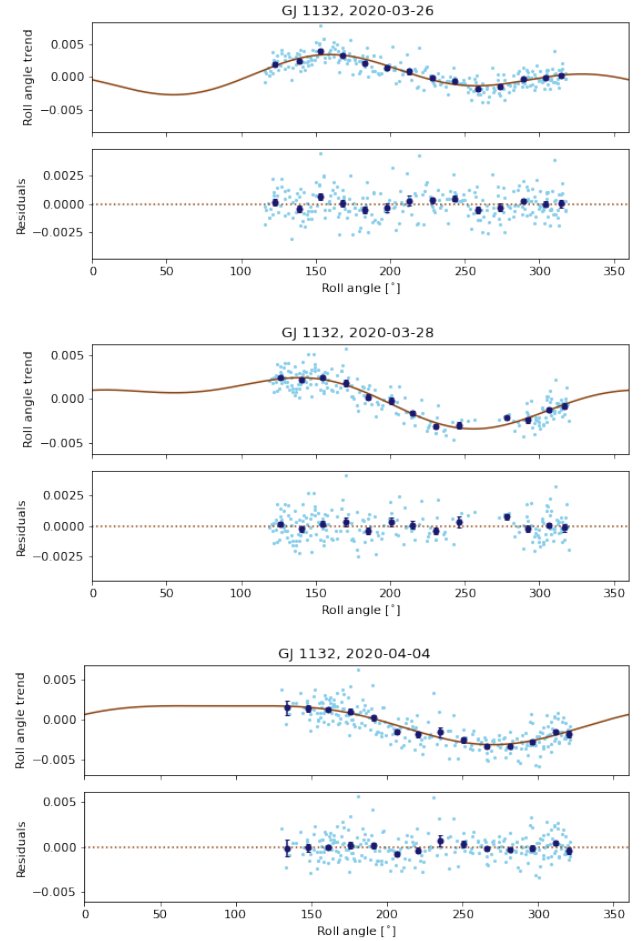 GJ 1132, 2020-03-26
Roll angle trend
0.005
0.000
−0.005
Residuals
0.0025
0.0000
−0.0025
0 50 100 150 200 250 300 350
Roll angle [°]
GJ 1132, 2020-03-28
Roll angle trend
0.005
0.000
−0.005
Residuals
0.0025
0.0000
−0.0025
0 50 100 150 200 250 300 350
Roll angle [°]
GJ 1132, 2020-04-04
Roll angle trend
0.005
0.000
−0.005
Residuals
0.005
0.000
−0.005
0 50 100 150 200 250 300 350
Roll angle [°]